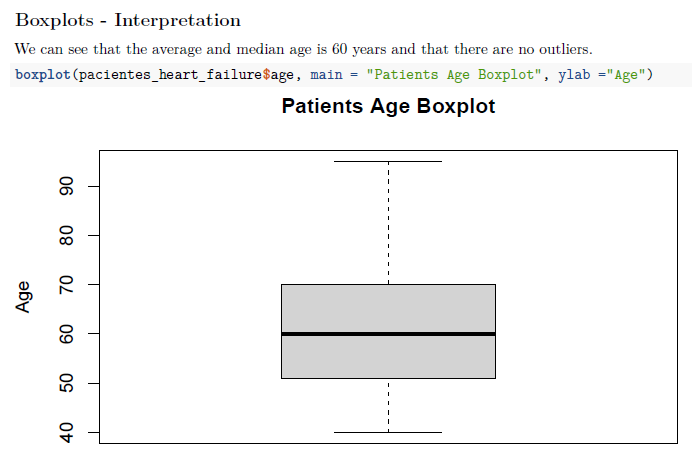 Boxplots - Interpretation
We can see that the average and median age is 60 years and that there are no outliers.
boxplot(pacientes_heart_failure$age, main = "Patients Age Boxplot", ylab ="Age")
Patients Age Boxplot
90
80
70
60
50
40
Age